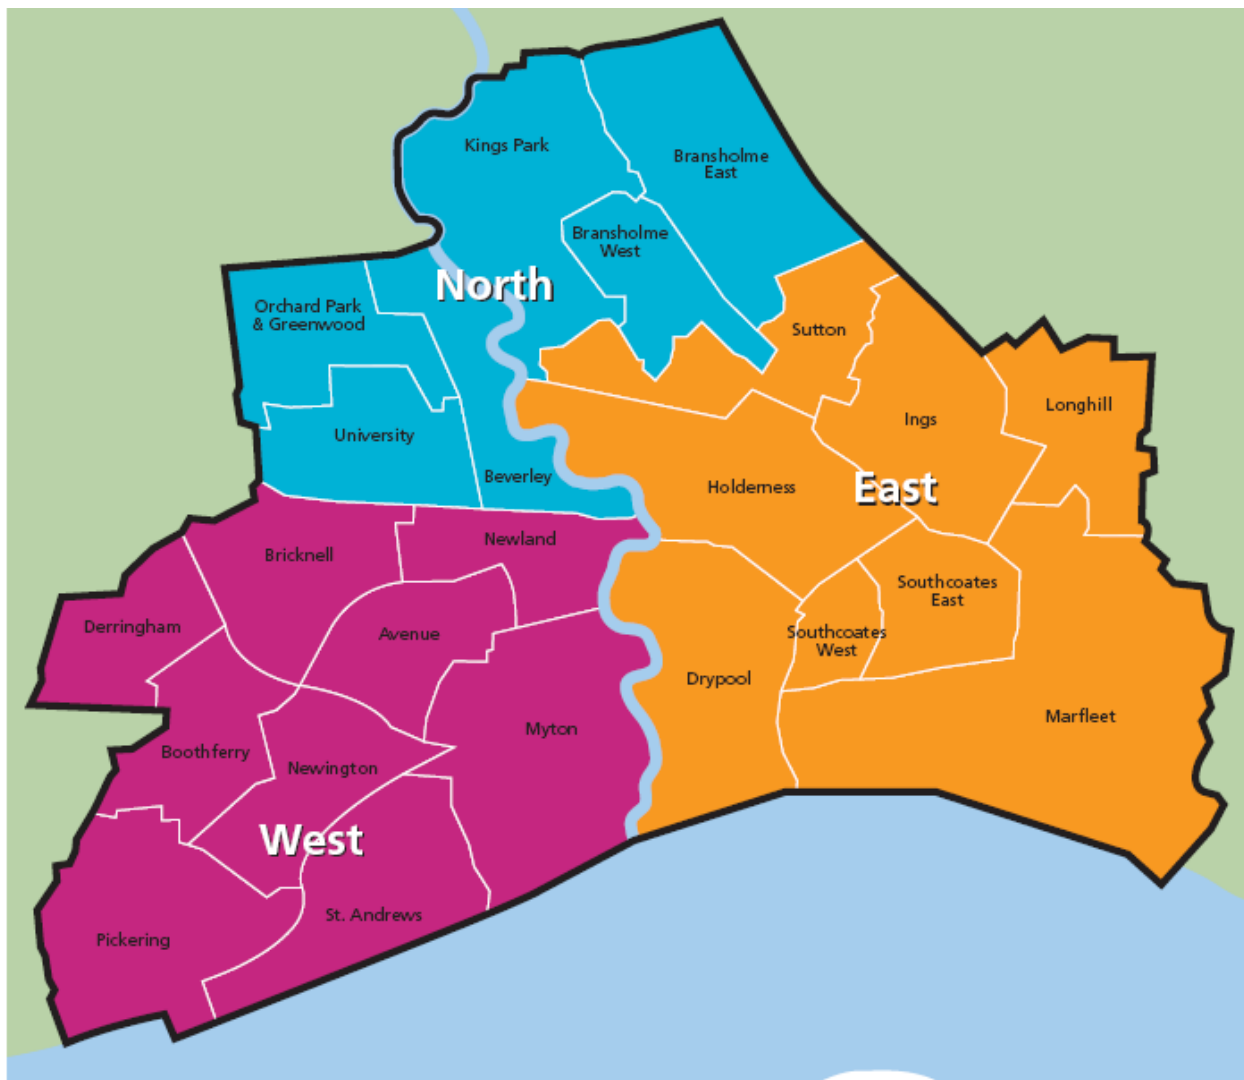 Kings Park
Bransholme
East
Bransholme
West
North
Orchard Park
& Greenwood
Sutton
Longhill
Ings
University
Beverley
Holderness
East
Newland
Bricknell
Southcoates
East
Derringham
Avenue
Southcoates
West
Drypool
Marfleet
Myton
Boothferry
Newington
West
St. Andrews
Pickering